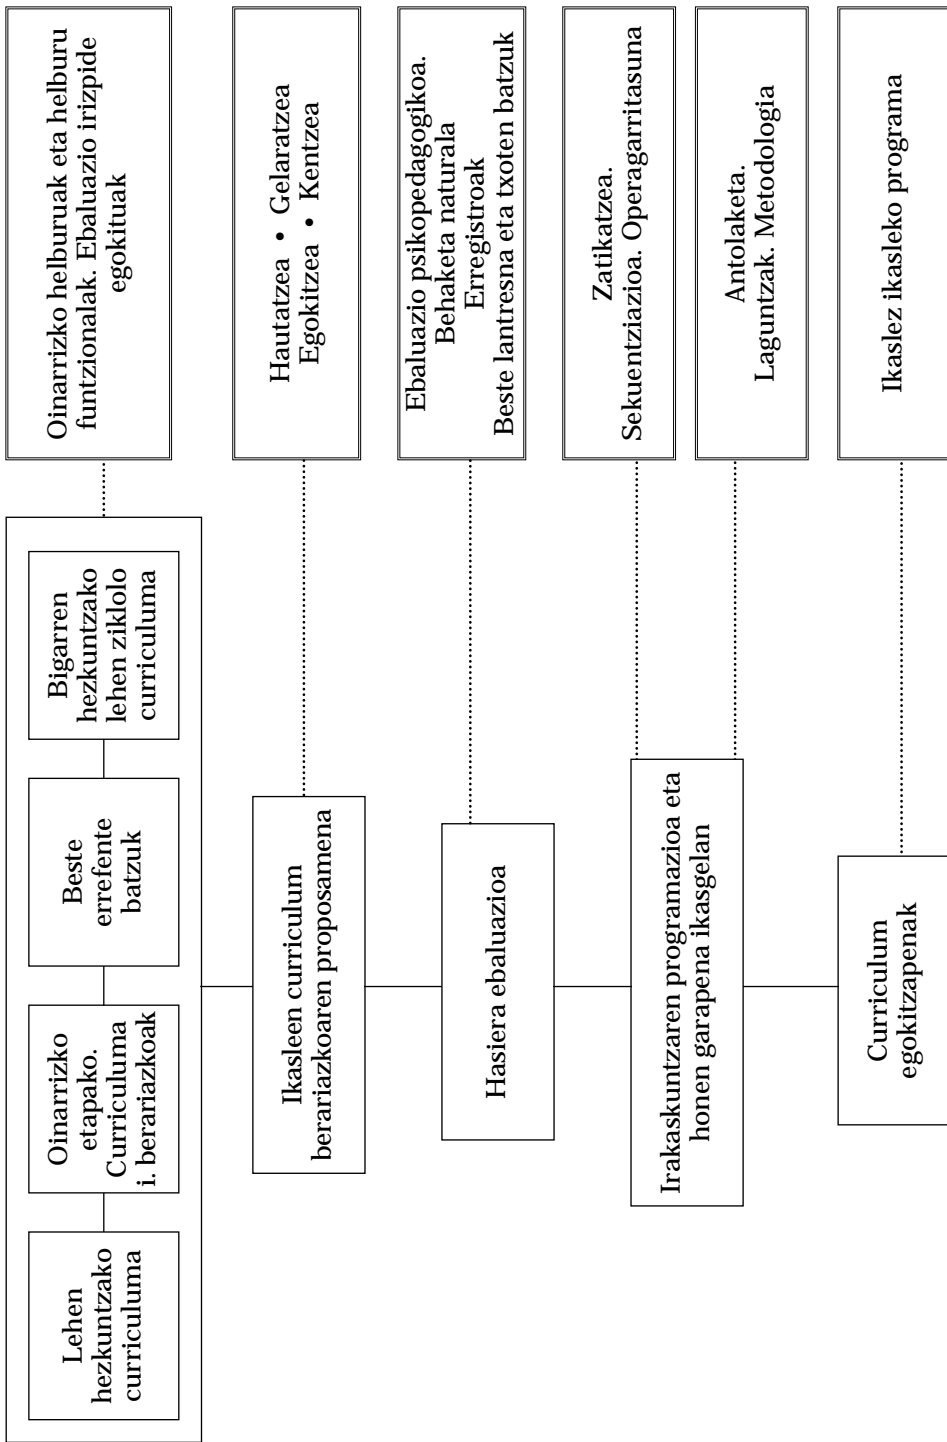 Lehen
hezkuntzako
curriculuma
Oinarrizko
etapako.
Curriculuma
i. berariazkoak
Beste
errefente
batzuk
Bigarren
hezkuntzako
lehen ziklolo
curriculuma
Oinarrizko helburuak eta helburu
funtzionalak. Ebaluazio irizpide
egokituak
Ikasleen curriculum
berariazkoaren proposamena
Hautatzea • Gelaratzea
Egokitzea • Kentzea
Hasiera ebaluazioa
Ebaluazio psikopedagogikoa.
Behaketa naturala
Erregistroak
Beste lantresna eta txoten batzuk
Irakaskuntzaren programazioa eta
honen garapena ikasgelan
Zatikatzea.
Sekuentziazioa. Operagarritasuna
Antolaketa.
Laguntzak. Metodologia
Curriculum
egokitzapenak
Ikaslez ikasleko programa